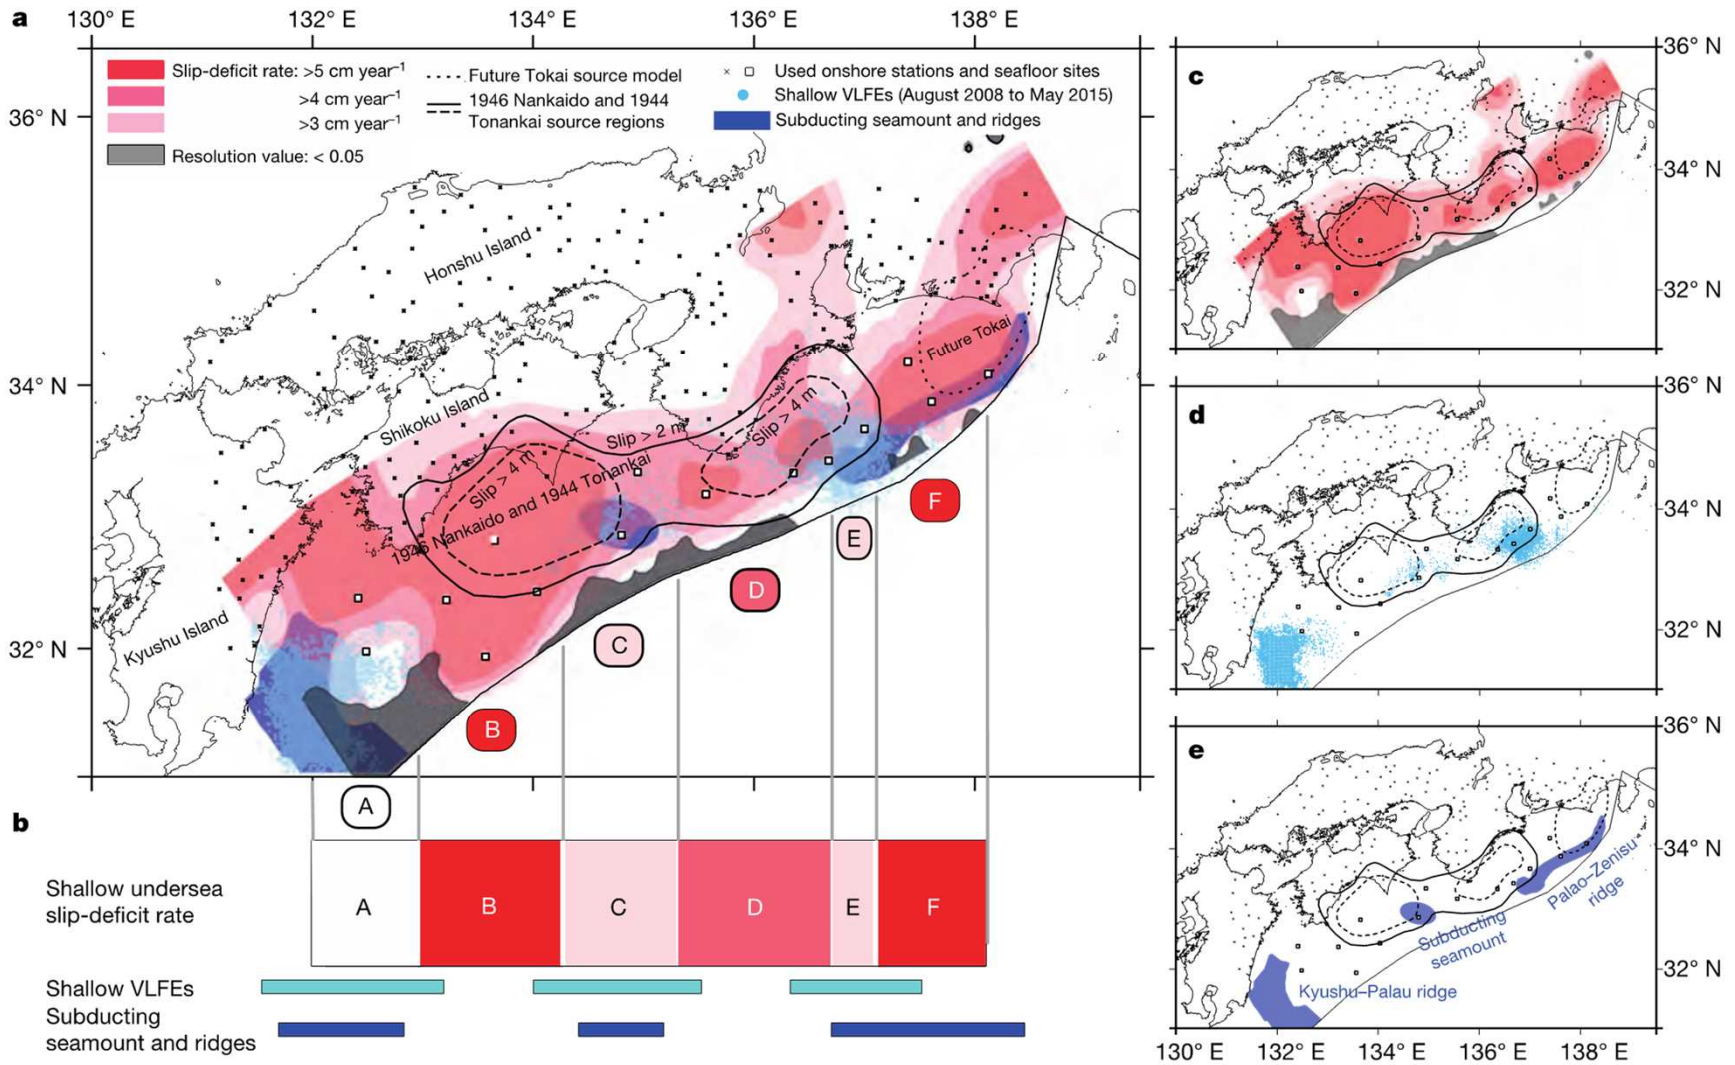 a
130° E 132° E 134° E 136° E 138° E
36° N
34° N
32° N
Slip-deficit rate: >5 cm year⁻¹
>4 cm year⁻¹
>3 cm year⁻¹
Resolution value: < 0.05
Future Tokai source model
1946 Nankaido and 1944
Tonankai source regions
Used onshore stations and seafloor sites
Shallow VLFEs (August 2008 to May 2015)
Subducting seamount and ridges
Honshu Island
Shikoku Island
Kyushu Island
Future Tokai
Slip > 2 m
Slip > 4 m
Slip > 4 m
1946 Nankaido and 1944 Tonankai
A
B
C
D
E
F
b
Shallow undersea
slip-deficit rate
A B C D E F
Shallow VLFEs
Subducting
seamount and ridges
c
36° N
34° N
32° N
d
36° N
34° N
32° N
e
36° N
34° N
32° N
Palao–Zenisu
ridge
Subducting
seamount
Kyushu–Palau ridge
130° E 132° E 134° E 136° E 138° E